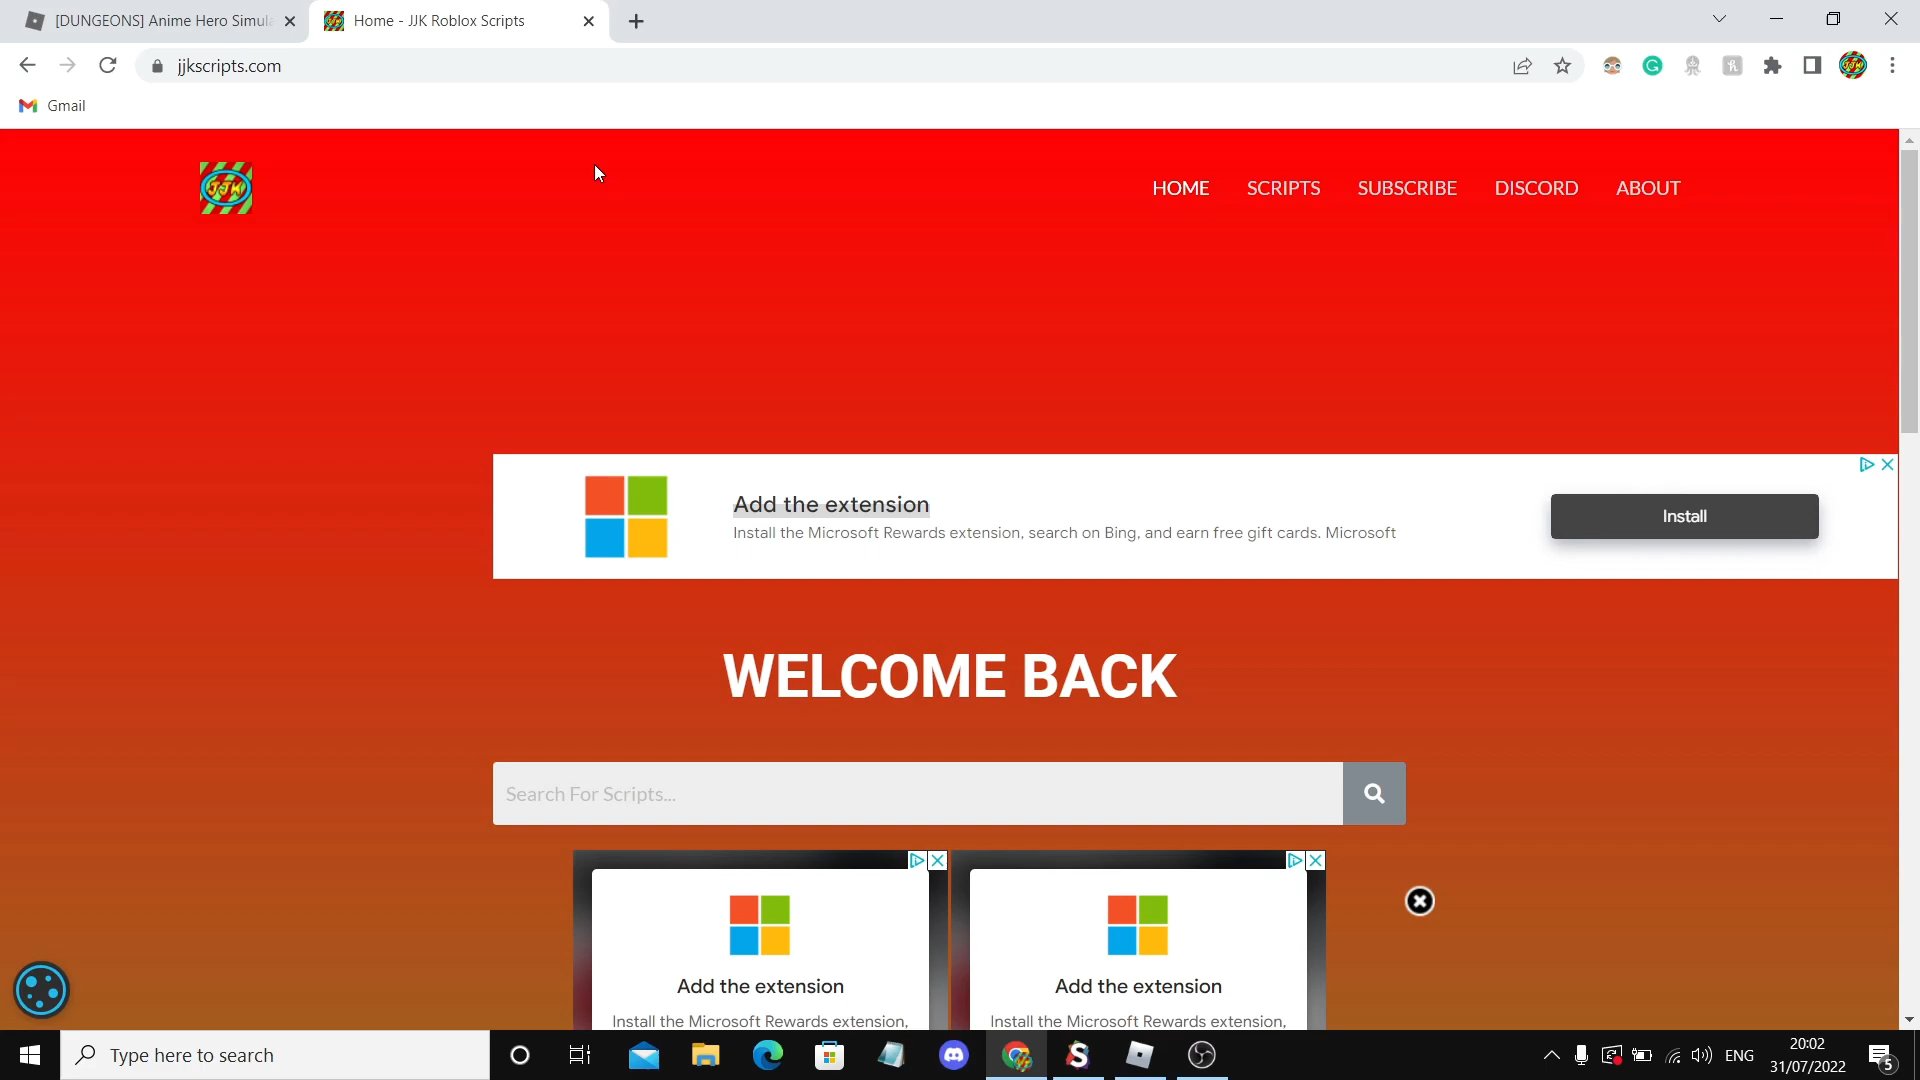 [DUNGEONS] Anime Hero Simula
Home - JJK Roblox Scripts
jjkscripts.com
Gmail
JJK
HOME
SCRIPTS
SUBSCRIBE
DISCORD
ABOUT
Add the extension
Install the Microsoft Rewards extension, search on Bing, and earn free gift cards. Microsoft
Install
WELCOME BACK
Search For Scripts...
Add the extension
Install the Microsoft Rewards extension,
Add the extension
Install the Microsoft Rewards extension,
Type here to search
ENG
20:02
31/07/2022
5